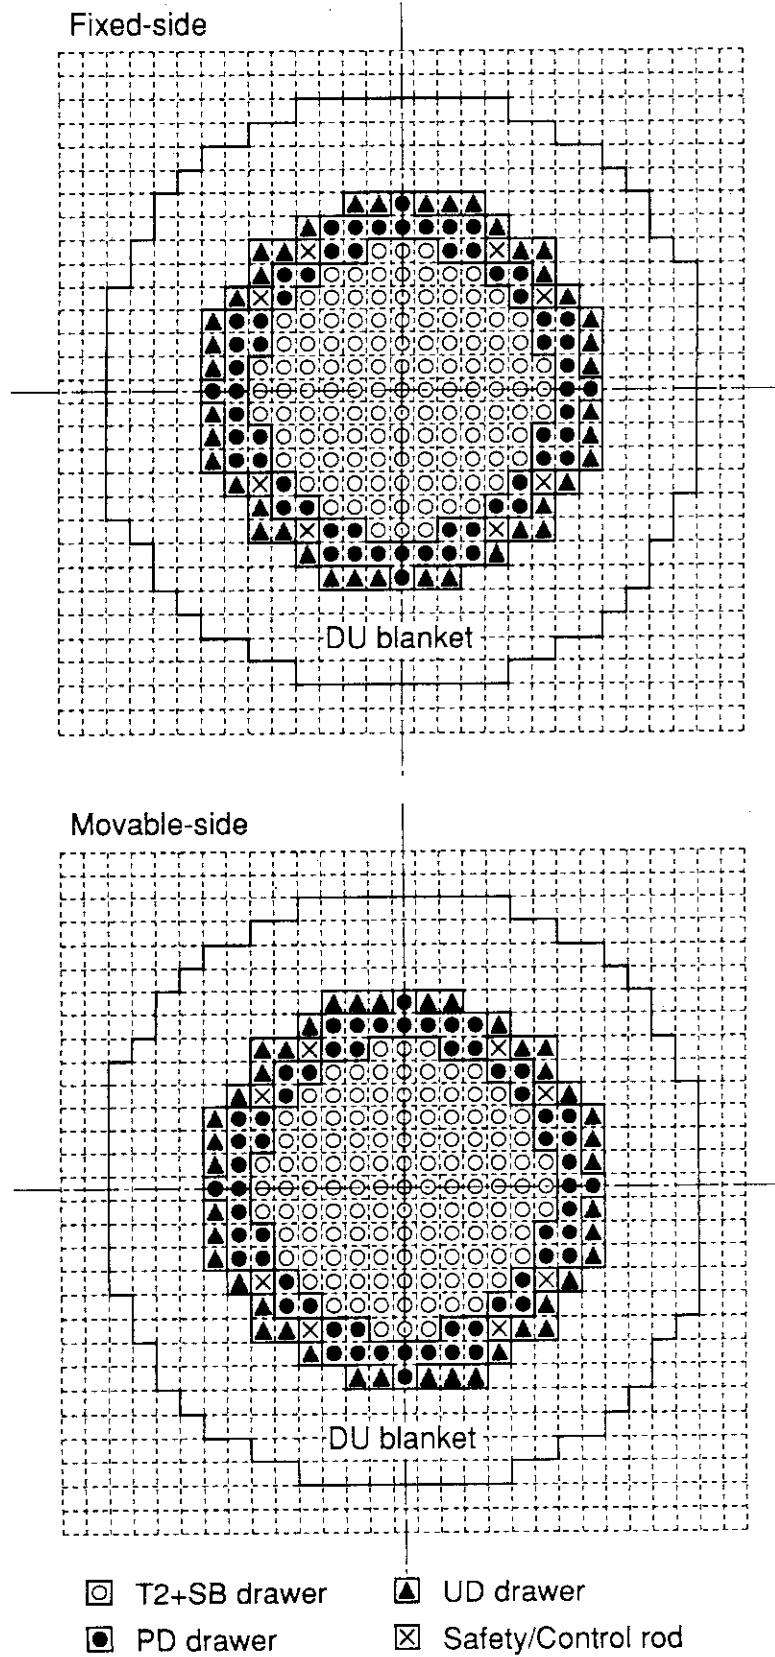 Fixed-side
DU blanket
Movable-side
DU blanket
T2+SB drawer
UD drawer
PD drawer
Safety/Control rod